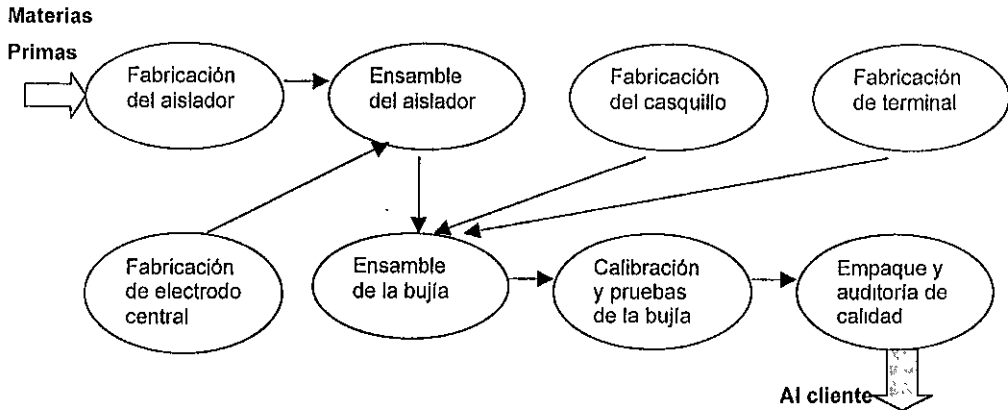 Materias
Primas
Fabricación
del aislador
Ensamble
del aislador
Fabricación
del casquillo
Fabricación
de terminal
Fabricación
de electrodo
central
Ensamble
de la bujía
Calibración
y pruebas
de la bujía
Empaque y
auditoría de
calidad
Al cliente